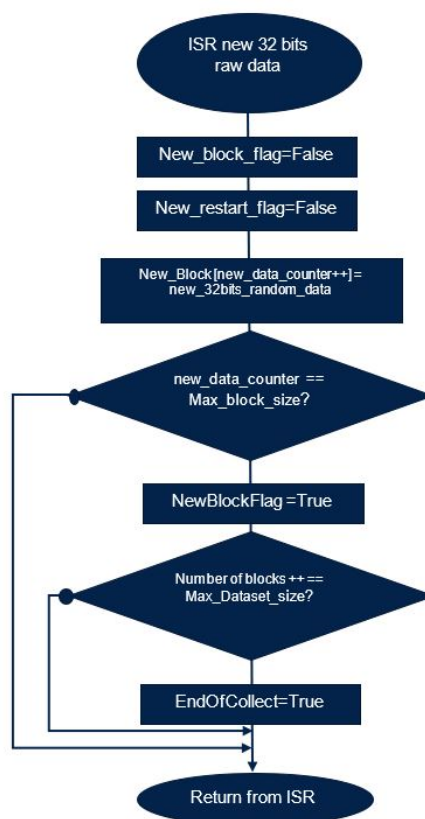 ISR new 32 bits
raw data
New_block_flag=False
New_restart_flag=False
New_Block[new_data_counter++]=
new_32bits_random_data
new_data_counter ==
Max_block_size?
NewBlockFlag=True
Number of blocks ++ ==
Max_Dataset_size?
EndOfCollect=True
Return from ISR